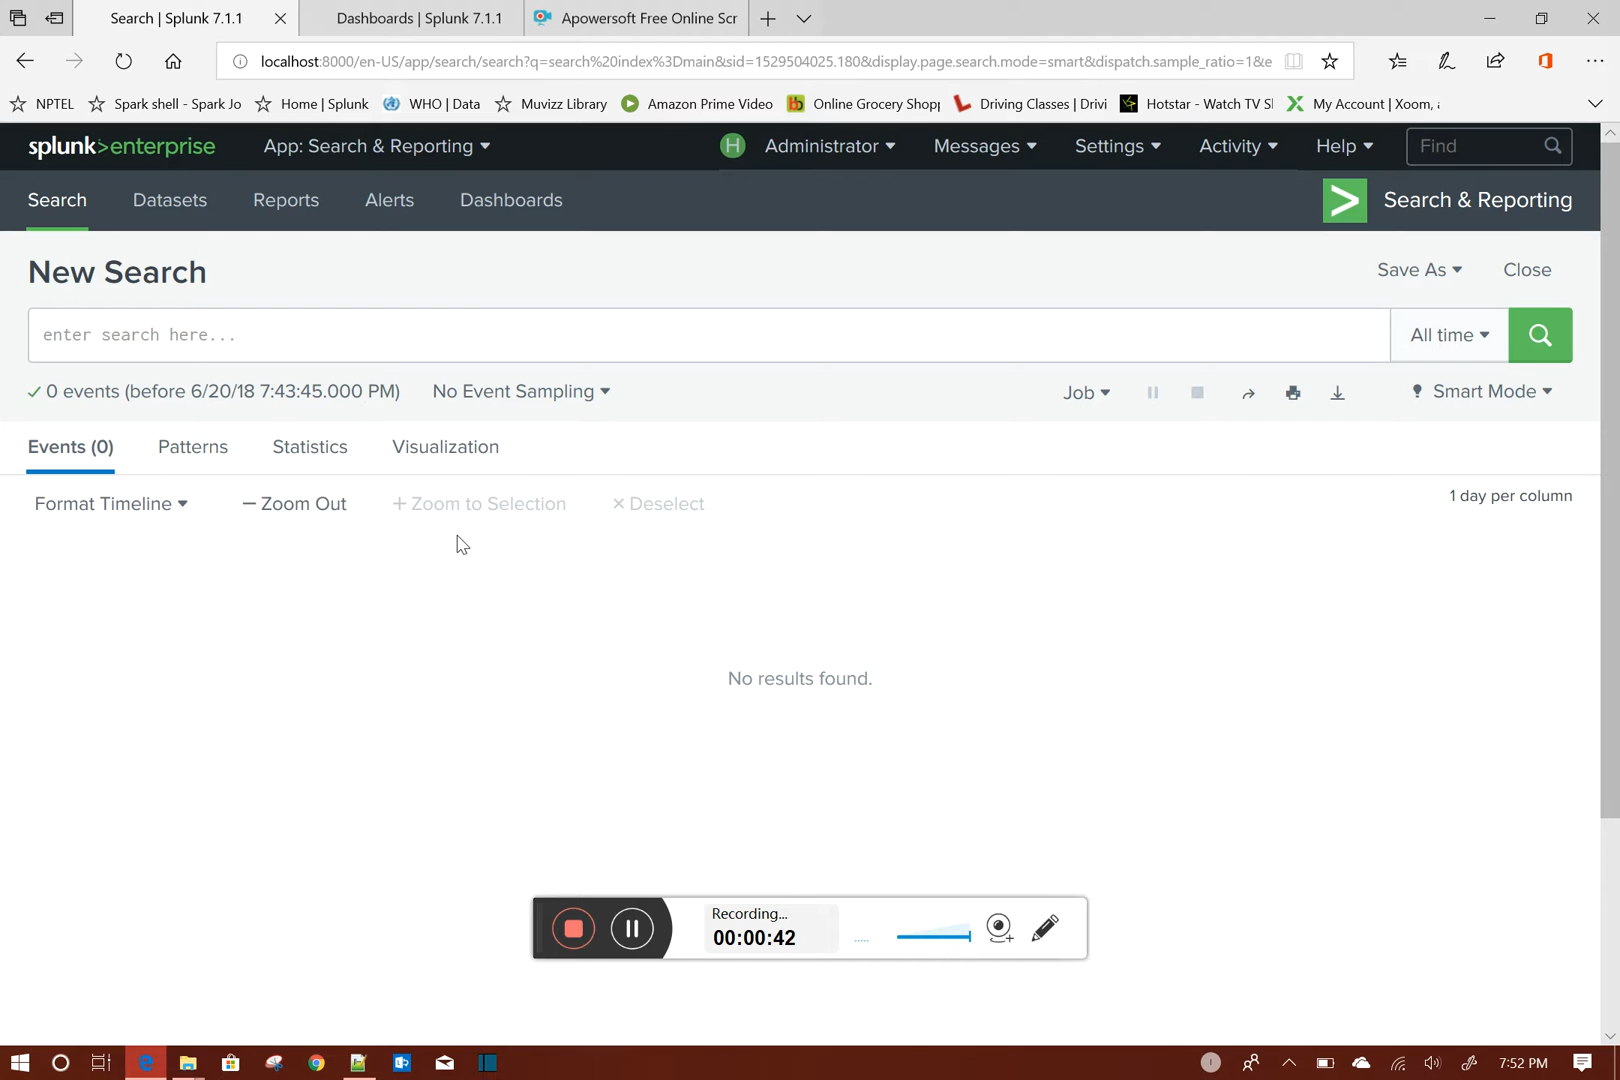 Search | Splunk 7.1.1
Dashboards | Splunk 7.1.1
Apowersoft Free Online Scr
localhost:8000/en-US/app/search/search?q=search%20index%3Dmain&sid=1529504025.180&display.page.search.mode=smart&dispatch.sample_ratio=1&e
NPTEL
Spark shell - Spark Jo
Home | Splunk
WHO | Data
Muvizz Library
Amazon Prime Video
Online Grocery Shopp
Driving Classes | Drivi
Hotstar - Watch TV Sl
My Account | Xoom, a
splunk>enterprise
App: Search & Reporting
H
Administrator
Messages
Settings
Activity
Help
Find
Search
Datasets
Reports
Alerts
Dashboards
Search & Reporting
New Search
Save As
Close
enter search here...
All time
0 events (before 6/20/18 7:43:45.000 PM)
No Event Sampling
Job
Smart Mode
Events (0)
Patterns
Statistics
Visualization
Format Timeline
— Zoom Out
+ Zoom to Selection
× Deselect
1 day per column
No results found.
Recording...
00:00:42
7:52 PM